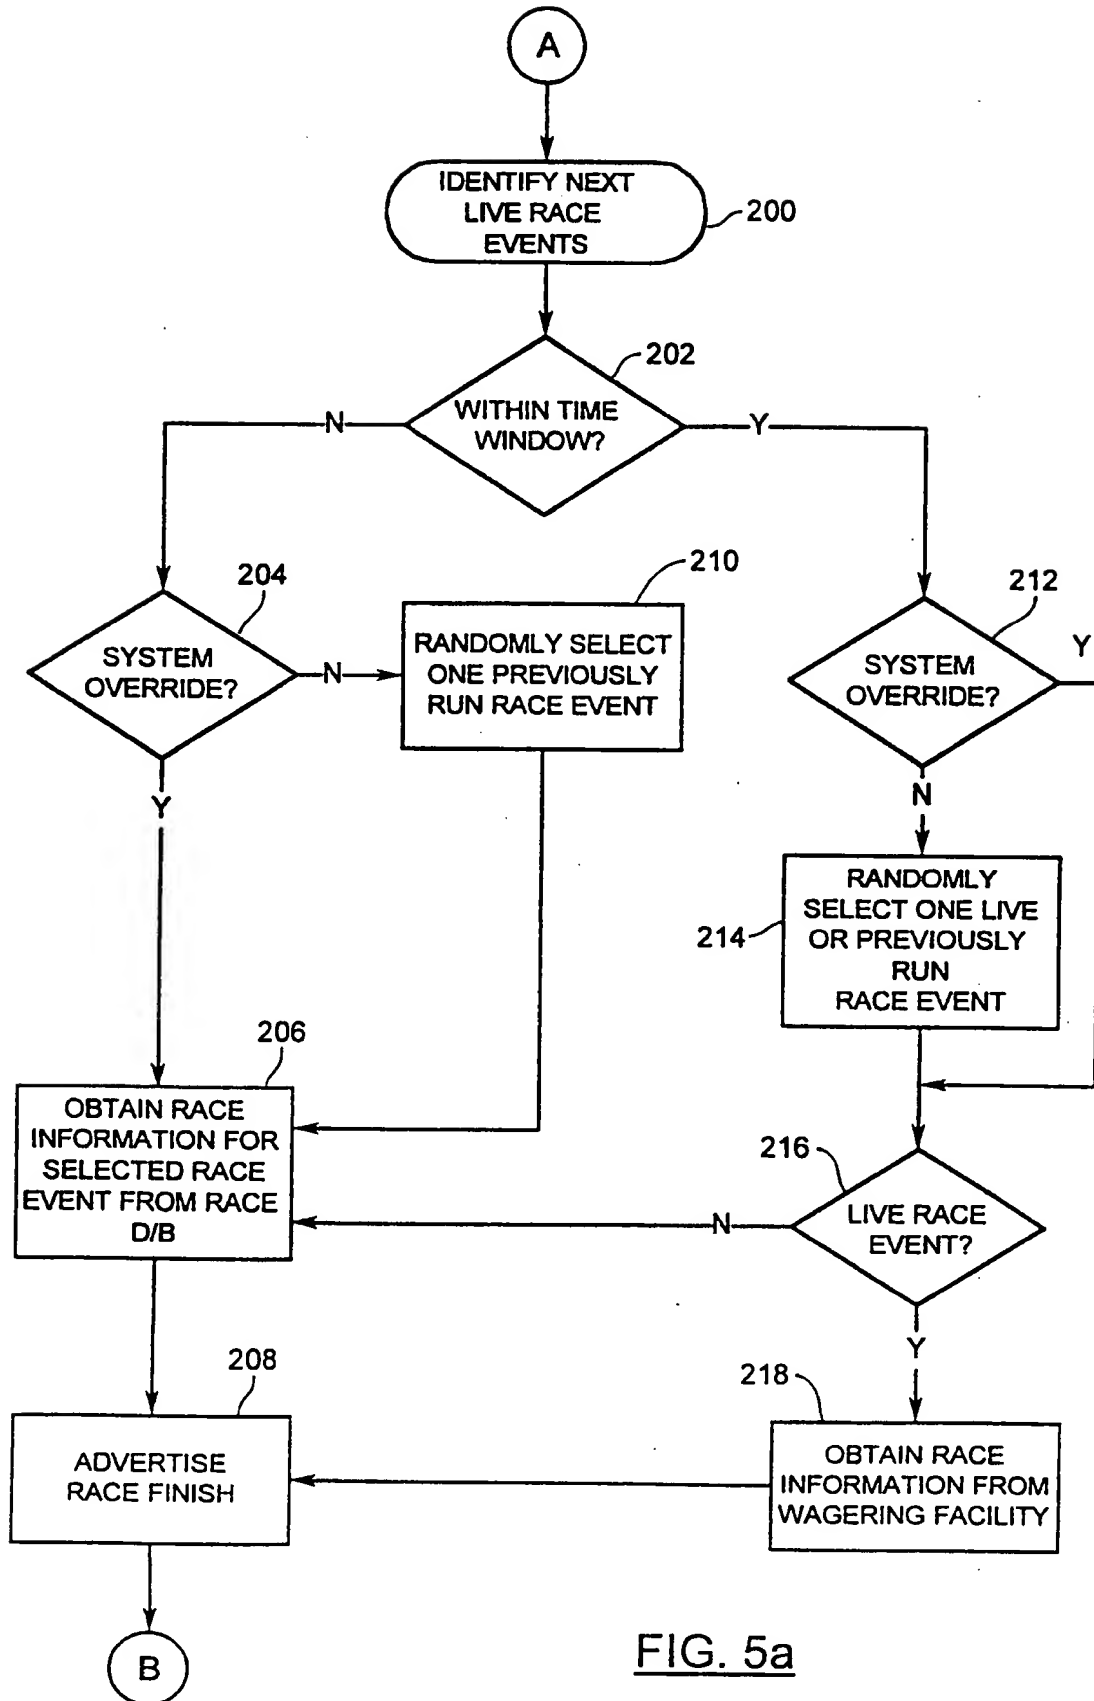 A
IDENTIFY NEXT
LIVE RACE
EVENTS
200
202
WITHIN TIME
WINDOW?
N
Y
204
SYSTEM
OVERRIDE?
N
Y
210
RANDOMLY SELECT
ONE PREVIOUSLY
RUN RACE EVENT
212
SYSTEM
OVERRIDE?
Y
N
RANDOMLY
SELECT ONE LIVE
OR PREVIOUSLY
RUN
RACE EVENT
214
206
OBTAIN RACE
INFORMATION FOR
SELECTED RACE
EVENT FROM RACE
D/B
216
LIVE RACE
EVENT?
N
Y
208
ADVERTISE
RACE FINISH
218
OBTAIN RACE
INFORMATION FROM
WAGERING FACILITY
B
FIG. 5a